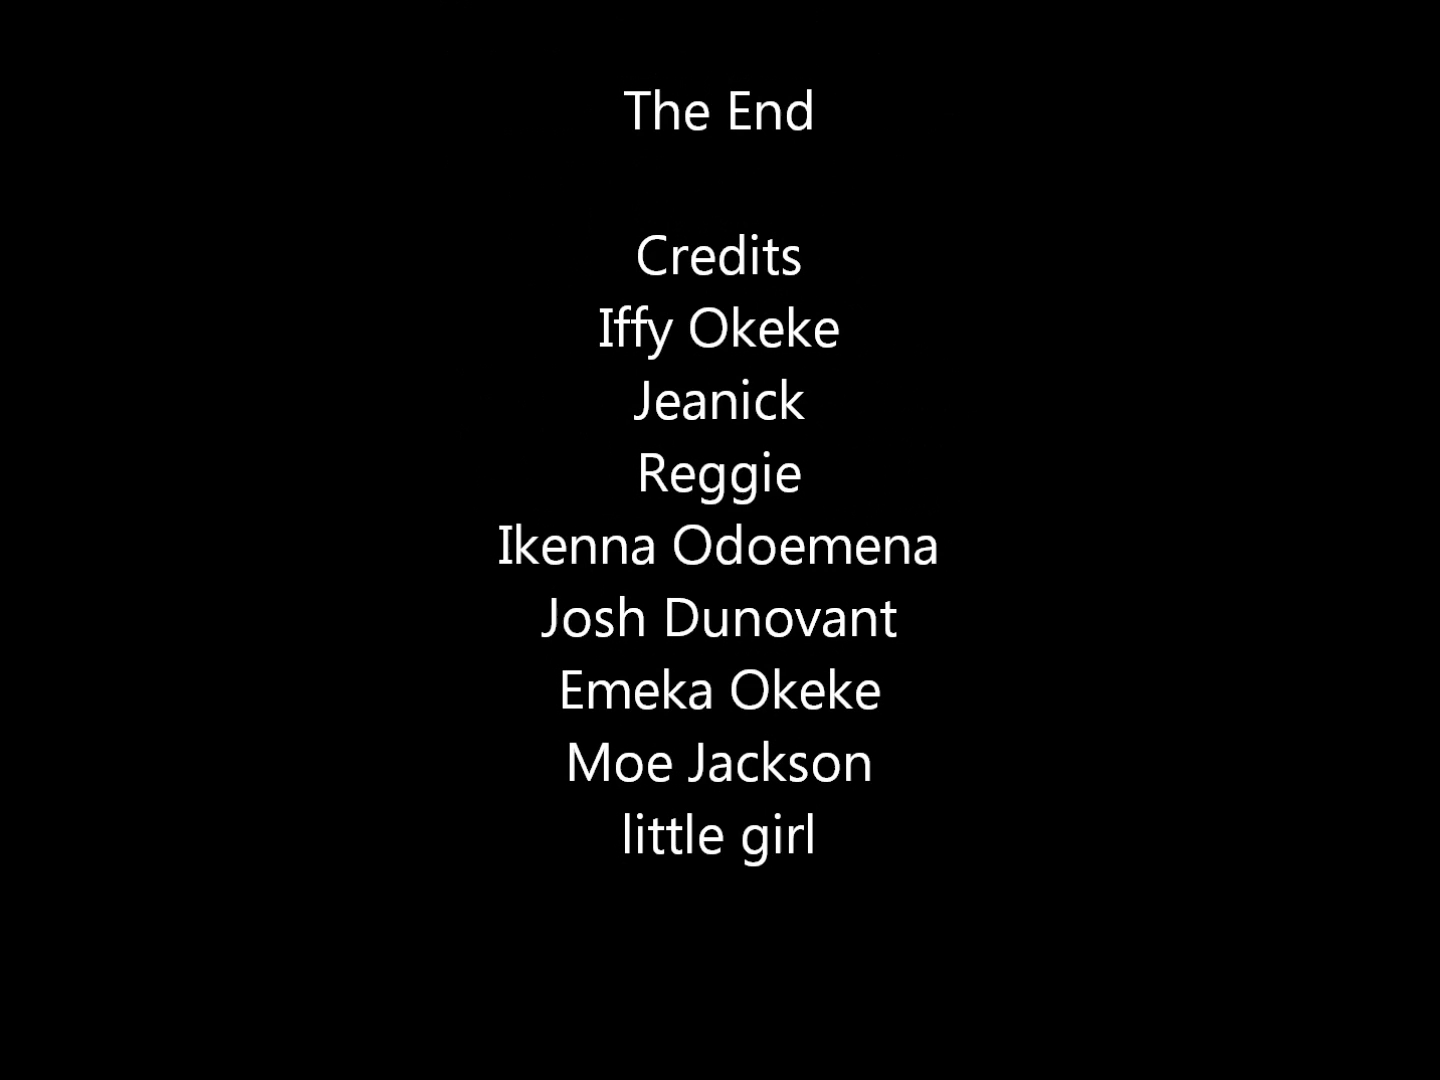 The End
Credits
Iffy Okeke
Jeanick
Reggie
Ikenna Odoemena
Josh Dunovant
Emeka Okeke
Moe Jackson
little girl